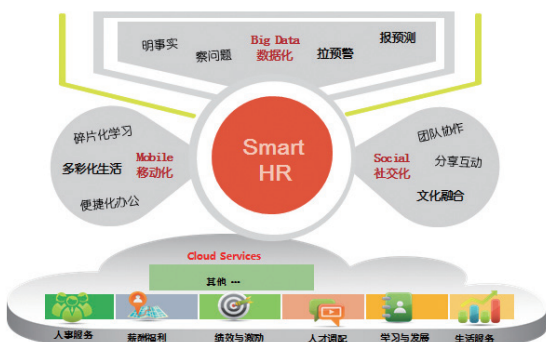 明事实
察问题
Big Data
数据化
拉预警
报预测
碎片化学习
多彩化生活
便捷化办公
Mobile
移动化
Smart
HR
Social
社交化
团队协作
分享互动
文化融合
Cloud Services
其他 …
人事服务
薪酬福利
绩效与激励
人才调配
学习与发展
生活服务